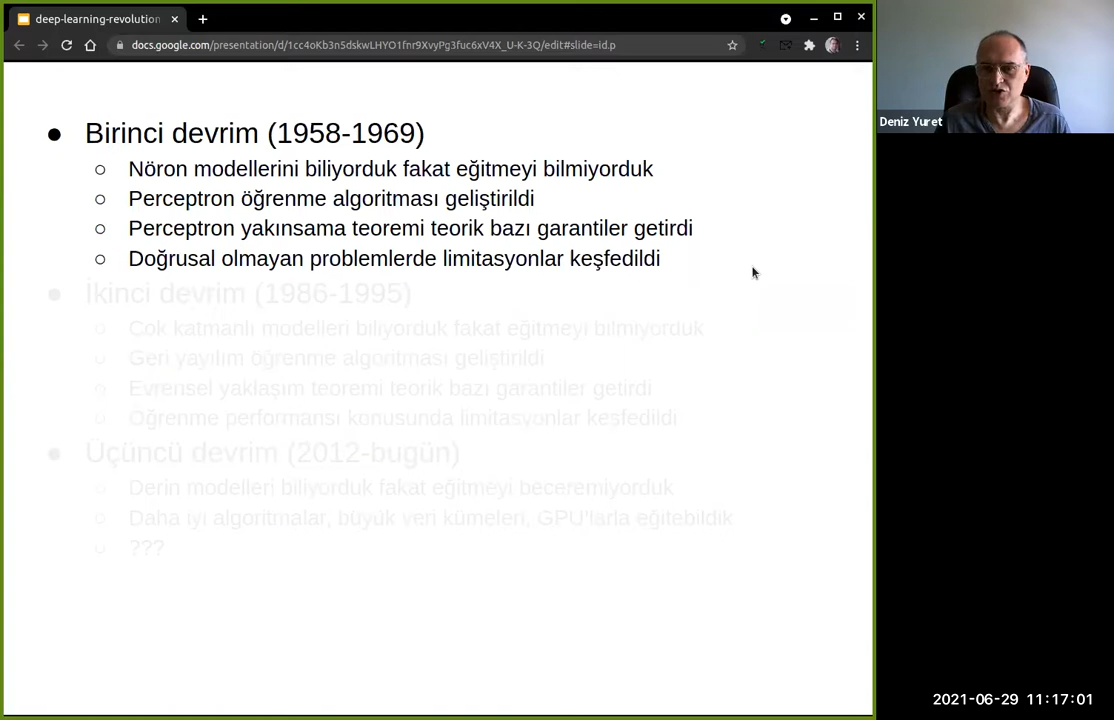 deep-learning-revolution
docs.google.com/presentation/d/1cc4oKb3n5dskwLHYO1fnr9XvyPg3fuc6xV4X_U-K-3Q/edit#slide=id.p
Deniz Yuret
Birinci devrim (1958-1969)
Nöron modellerini biliyorduk fakat eğitmeyi bilmiyorduk
Perceptron öğrenme algoritması geliştirildi
Perceptron yakınsama teoremi teorik bazı garantiler getirdi
Doğrusal olmayan problemlerde limitasyonlar keşfedildi
İkinci devrim (1986-1995)
Çok katmanlı modelleri biliyorduk fakat eğitmeyi bilmiyorduk
Geri yayılım öğrenme algoritması geliştirildi
Evrensel yaklaşım teoremi teorik bazı garantiler getirdi
Öğrenme performansı konusunda limitasyonlar keşfedildi
Üçüncü devrim (2012-bugün)
Derin modelleri biliyorduk fakat eğitmeyi beceremiyorduk
Daha iyi algoritmalar, büyük veri kümeleri, GPU'larla eğitebildik
???
2021-06-29 11:17:01